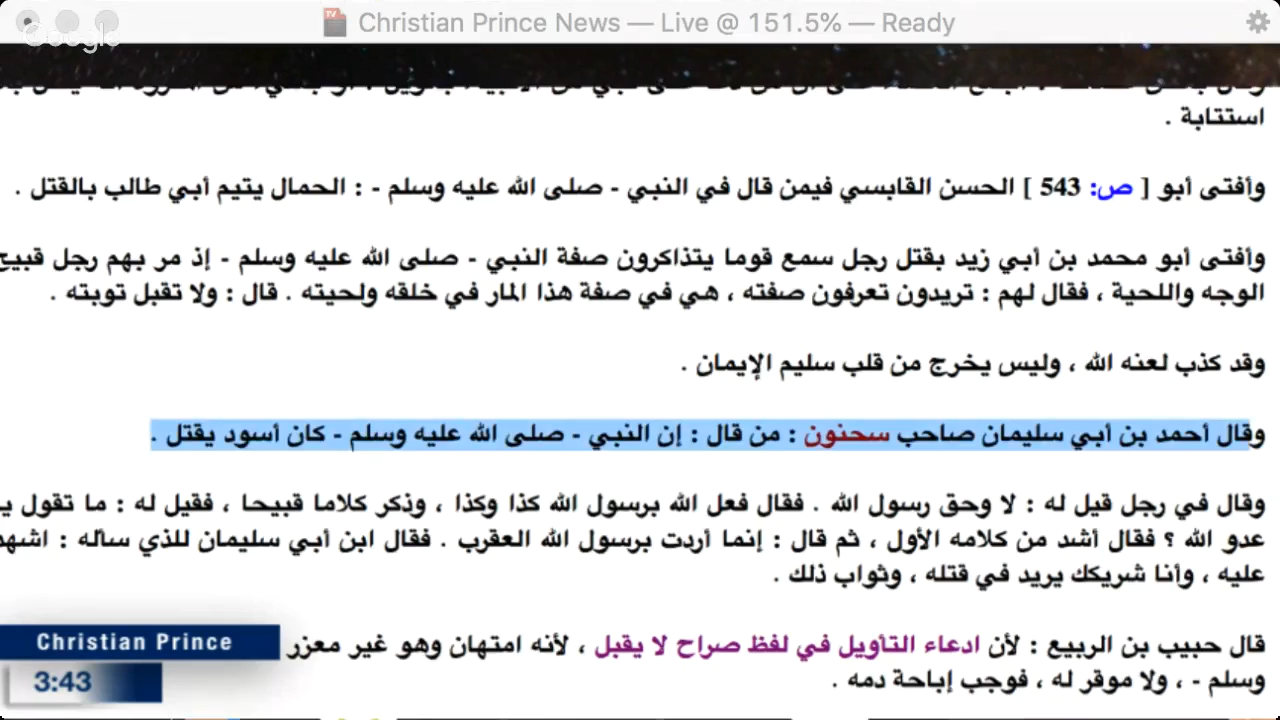 Christian Prince News — Live @ 151.5% — Ready
Google
استتابة .
وأفتى أبو [ ص: 543 ] الحسن القابسي فيمن قال في النبي - صلى الله عليه وسلم - : الحمال يتيم أبي طالب بالقتل .
وأفتى أبو محمد بن أبي زيد بقتل رجل سمع قوما يتذاكرون صفة النبي - صلى الله عليه وسلم - إذ مر بهم رجل قبيح
الوجه واللحية ، فقال لهم : تريدون تعرفون صفته ، هي في صفة هذا المار في خلقه ولحيته . قال : ولا تقبل توبته .
وقد كذب لعنه الله ، وليس يخرج من قلب سليم الإيمان .
وقال أحمد بن أبي سليمان صاحب سحنون : من قال : إن النبي - صلى الله عليه وسلم - كان أسود يقتل .
وقال في رجل قيل له : لا وحق رسول الله . فقال فعل الله برسول الله كذا وكذا ، وذكر كلاما قبيحا ، فقيل له : ما تقول
عدو الله ؟ فقال أشد من كلامه الأول ، ثم قال : إنما أردت برسول الله العقرب . فقال ابن أبي سليمان للذي سأله : اشهد
عليه ، وأنا شريكك يريد في قتله ، وثواب ذلك .
قال حبيب بن الربيع : لأن ادعاء التأويل في لفظ صراح لا يقبل ، لأنه امتهان وهو غير معزر
وسلم - ، ولا موقر له ، فوجب إباحة دمه .
Christian Prince
3:43